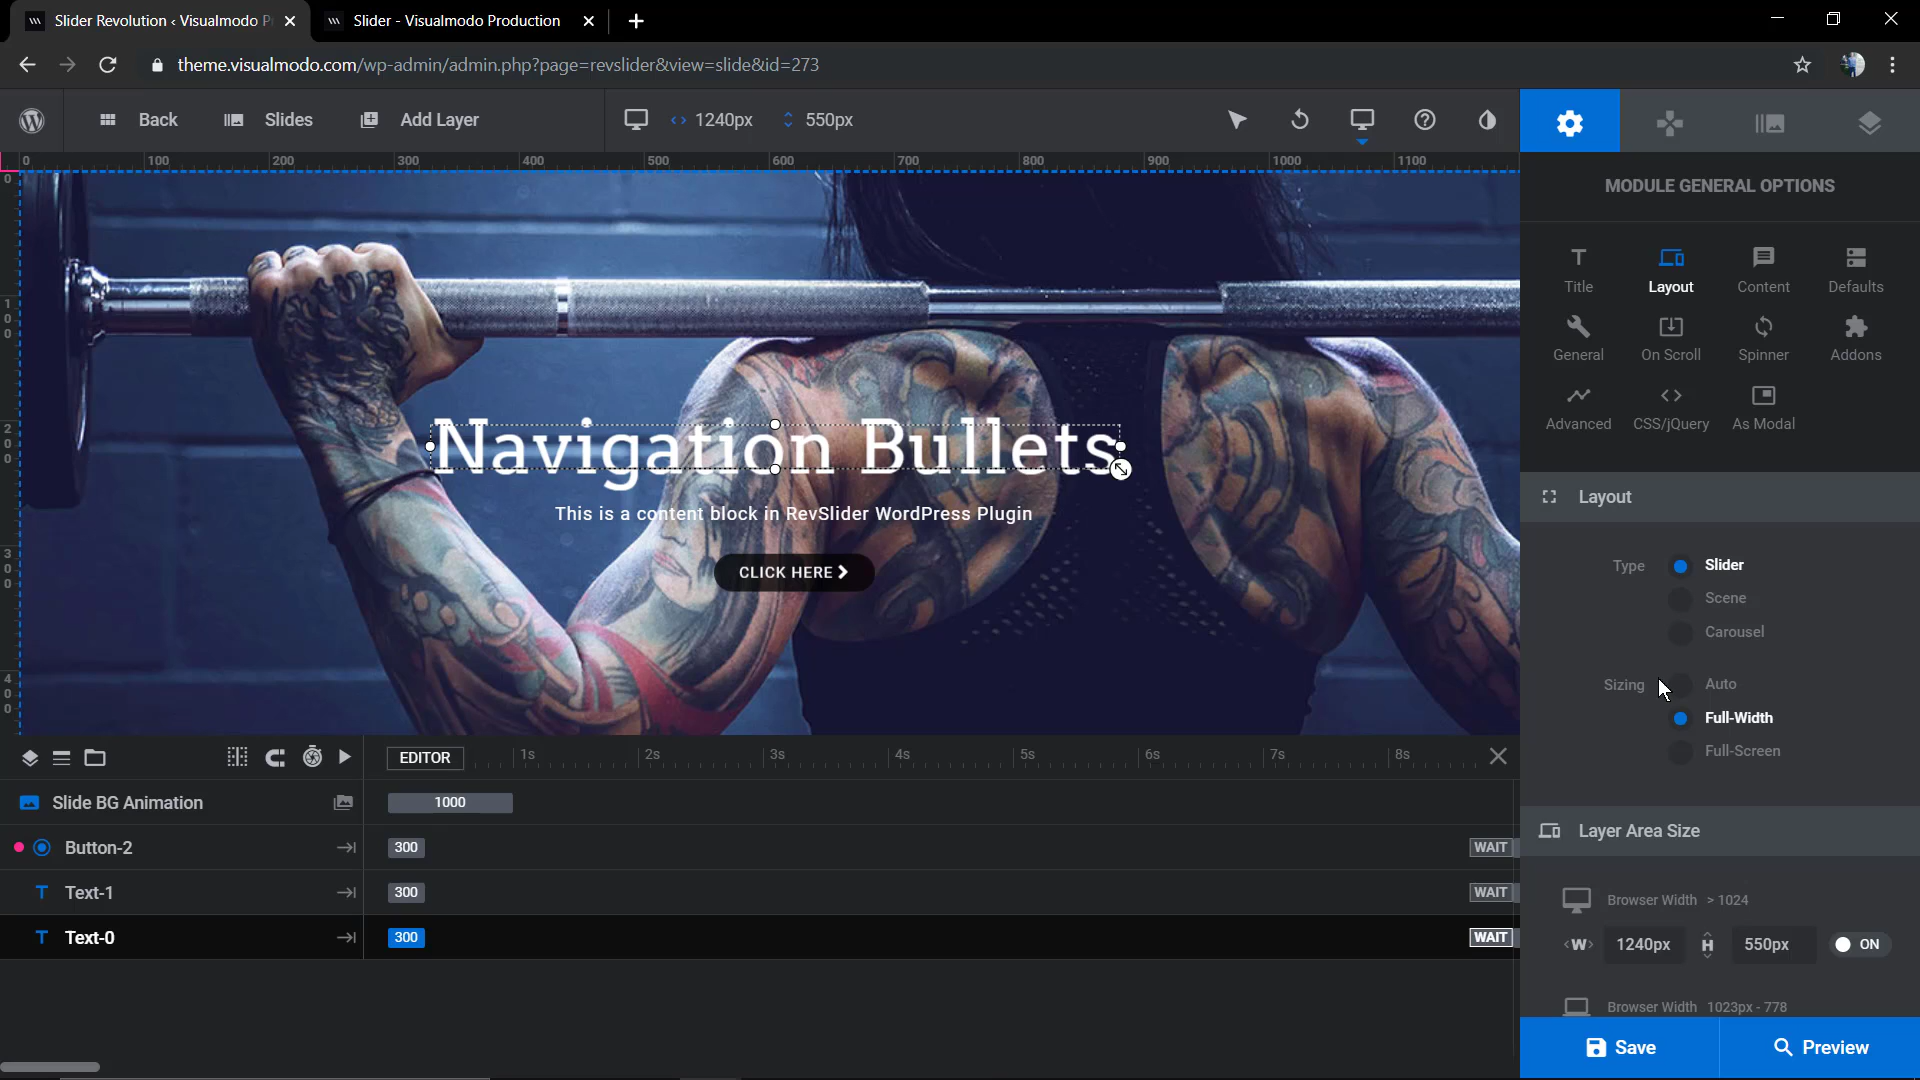 Slider Revolution ‹ Visualmodo P
Slider - Visualmodo Production
theme.visualmodo.com/wp-admin/admin.php?page=revslider&view=slide&id=273
Back
Slides
Add Layer
1240px
550px
0 100 200 300 400 500 600 700 800 900 1000 1100
0
100
200
300
400
MODULE GENERAL OPTIONS
Title Layout Content Defaults
General On Scroll Spinner Addons
Advanced CSS/jQuery As Modal
Navigation Bullets
This is a content block in RevSlider WordPress Plugin
CLICK HERE
Layout
Type Slider
Scene
Carousel
Sizing Auto
Full-Width
Full-Screen
Layer Area Size
Browser Width > 1024
W 1240px H 550px ON
Browser Width 1023px - 778
Save
Preview
EDITOR 1s 2s 3s 4s 5s 6s 7s 8s
Slide BG Animation 1000
Button-2 300 WAIT
Text-1 300 WAIT
Text-0 300 WAIT